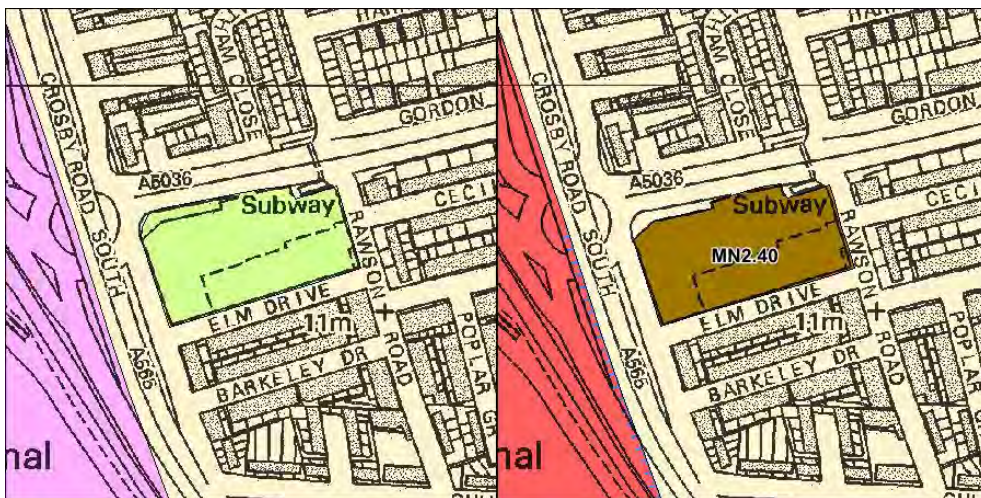 HAM CLOSE
GORDON
CROSBY ROAD SOUTH
A5036
CECI
Subway
RAWSON ROAD
ELM DRIVE
11m
A565
BARKELEY DR
POPLAR
nal
GORDON
CROSBY ROAD SOUTH
A5036
CECI
Subway
RAWSON ROAD
MN2.40
ELM DRIVE
11m
A565
BARKELEY DR
POPLAR
nal